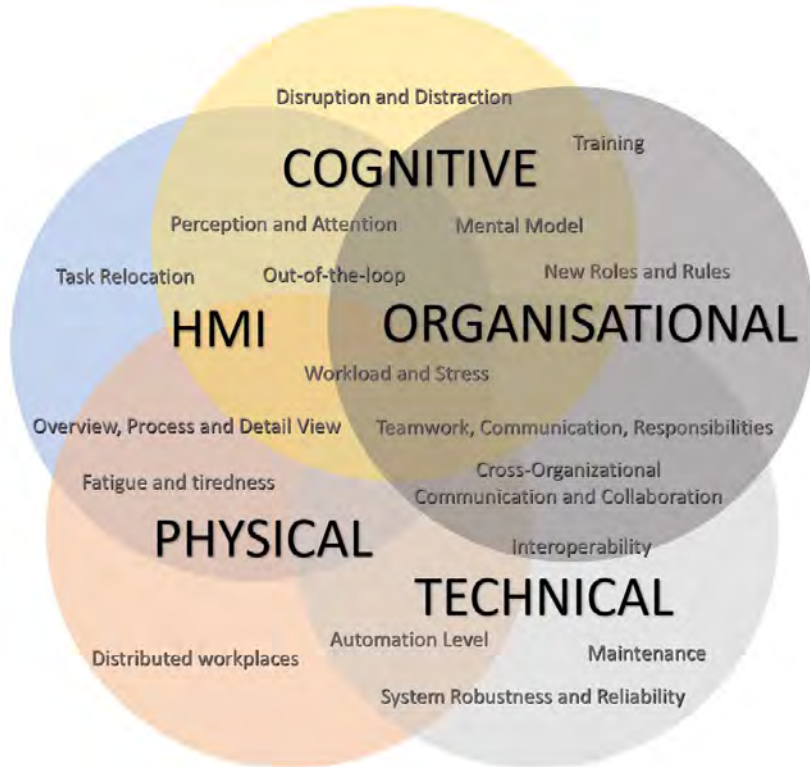 Disruption and Distraction
Training
COGNITIVE
Perception and Attention
Mental Model
Task Relocation
Out-of-the-loop
New Roles and Rules
HMI
ORGANISATIONAL
Workload and Stress
Overview, Process and Detail View
Teamwork, Communication, Responsibilities
Cross-Organizational
Communication and Collaboration
Fatigue and tiredness
PHYSICAL
Interoperability
TECHNICAL
Automation Level
Distributed workplaces
Maintenance
System Robustness and Reliability